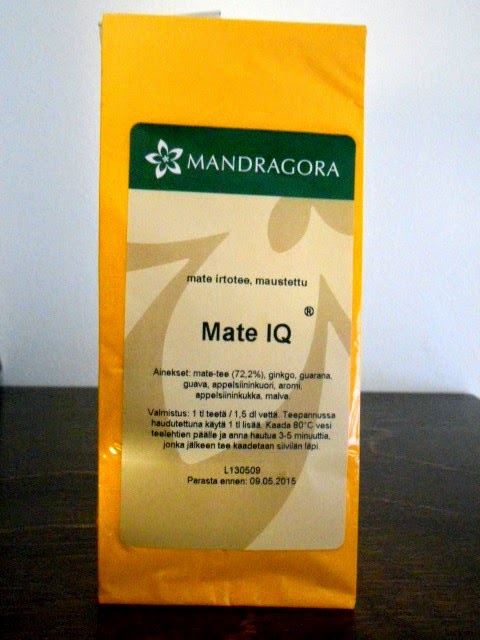 MANDRAGORA
mate irtotee, maustettu
®
Mate IQ
Ainekset: mate-tee (72,2%), ginkgo, guarana,
guava, appelsiininkuori, aromi,
appelsiininkukka, malva.
Valmistus: 1 tl teetä / 1,5 dl vettä. Teepannussa
haudutettuna käytä 1 tl lisää. Kaada 80°C vesi
teelehtien päälle ja anna hautua 3-5 minuuttia,
jonka jälkeen tee kaadetaan siivilän läpi.
L130509
Parasta ennen: 09.05.2015